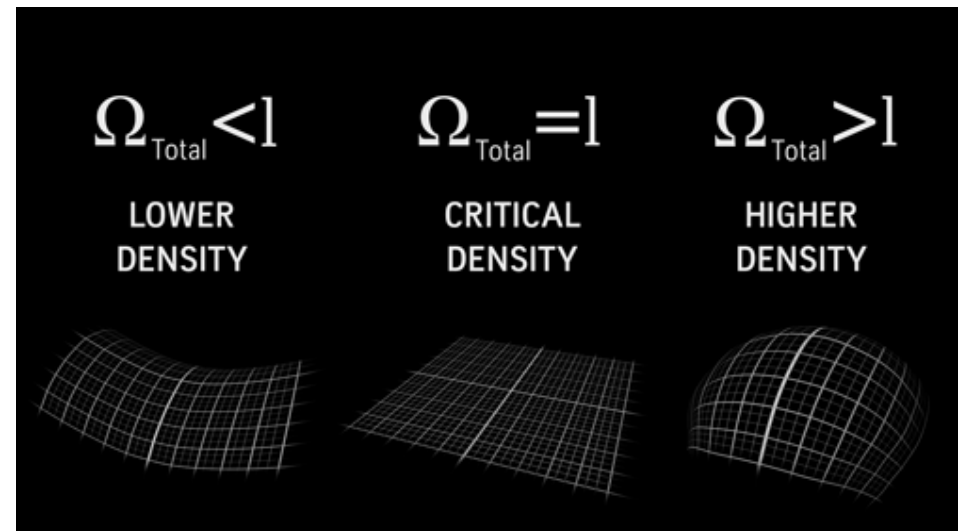 Ω Total <1
LOWER
DENSITY
Ω Total =1
CRITICAL
DENSITY
Ω Total >1
HIGHER
DENSITY